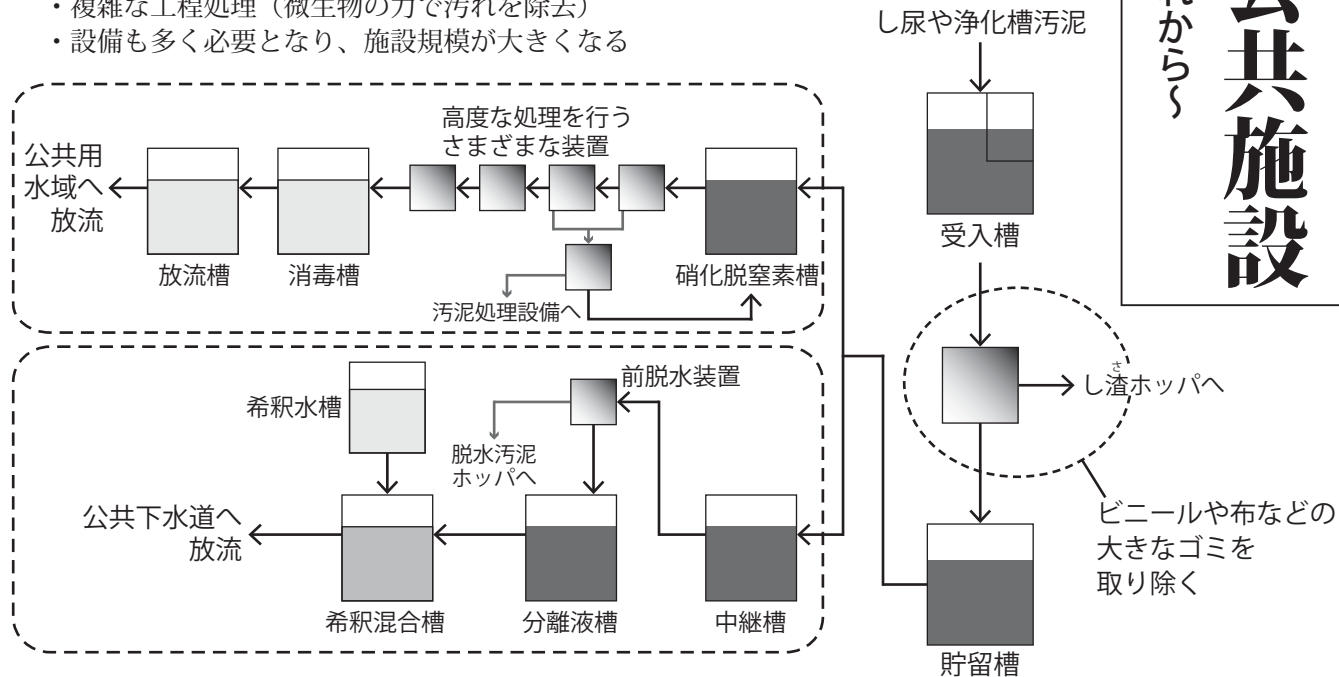 ・複雑な工程処理（微生物の力で汚れを除去）
・設備も多く必要となり、施設規模が大きくなる
公共施設
れから～
し尿や浄化槽汚泥
受入槽
さ
し渣ホッパへ
ビニールや布などの
大きなゴミを
取り除く
貯留槽
高度な処理を行う
さまざまな装置
公共用
水域へ
放流
放流槽
消毒槽
硝化脱窒素槽
汚泥処理設備へ
前脱水装置
希釈水槽
脱水汚泥
ホッパへ
公共下水道へ
放流
希釈混合槽
分離液槽
中継槽